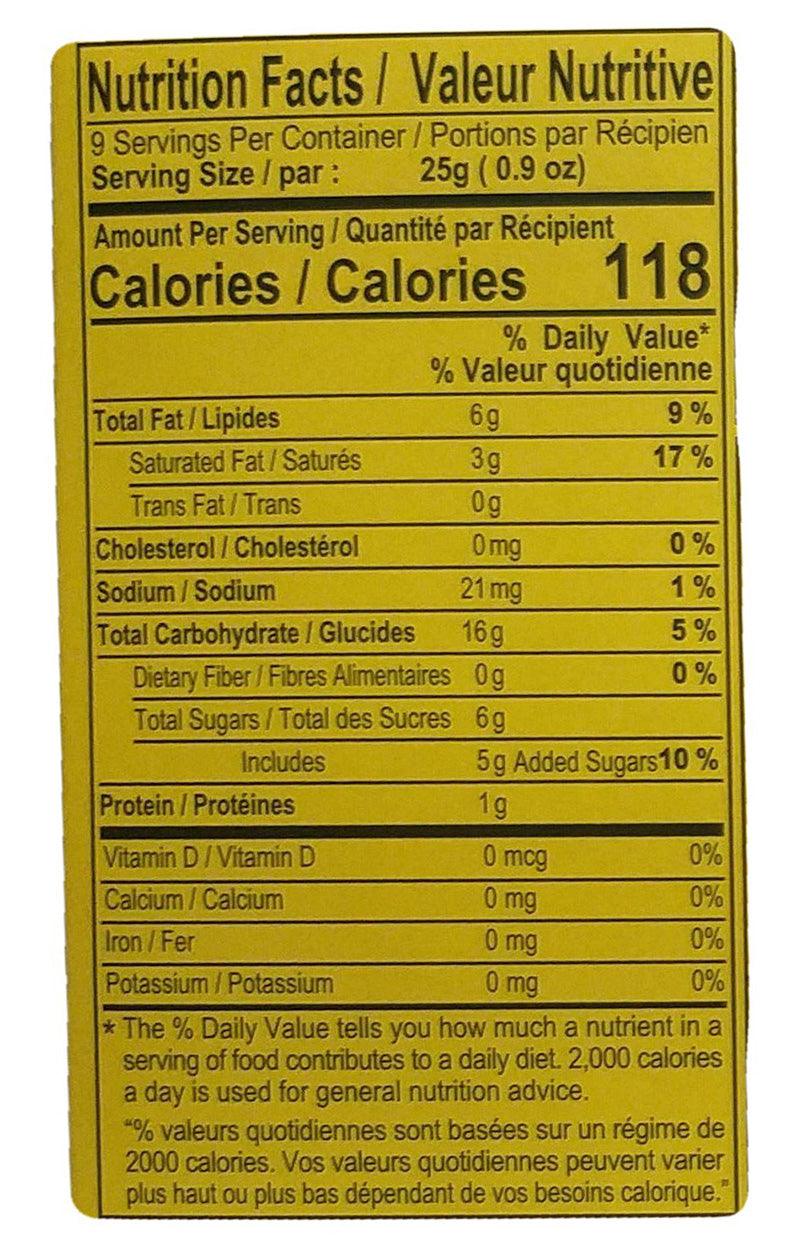 Nutrition Facts / Valeur Nutritive
9 Servings Per Container / Portions par Récipien
Serving Size / par : 25g ( 0.9 oz)
Amount Per Serving / Quantité par Récipient
Calories / Calories 118
% Daily Value*
% Valeur quotidienne
Total Fat / Lipides 6g 9 %
Saturated Fat / Saturés 3g 17 %
Trans Fat / Trans 0g
Cholesterol / Cholestérol 0mg 0 %
Sodium / Sodium 21mg 1 %
Total Carbohydrate / Glucides 16g 5 %
Dietary Fiber / Fibres Alimentaires 0g 0 %
Total Sugars / Total des Sucres 6g
Includes 5g Added Sugars 10 %
Protein / Protéines 1g
Vitamin D / Vitamin D 0 mcg 0%
Calcium / Calcium 0 mg 0%
Iron / Fer 0 mg 0%
Potassium / Potassium 0 mg 0%
* The % Daily Value tells you how much a nutrient in a
serving of food contributes to a daily diet. 2,000 calories
a day is used for general nutrition advice.
"% valeurs quotidiennes sont basées sur un régime de
2000 calories. Vos valeurs quotidiennes peuvent varier
plus haut ou plus bas dépendant de vos besoins calorique."